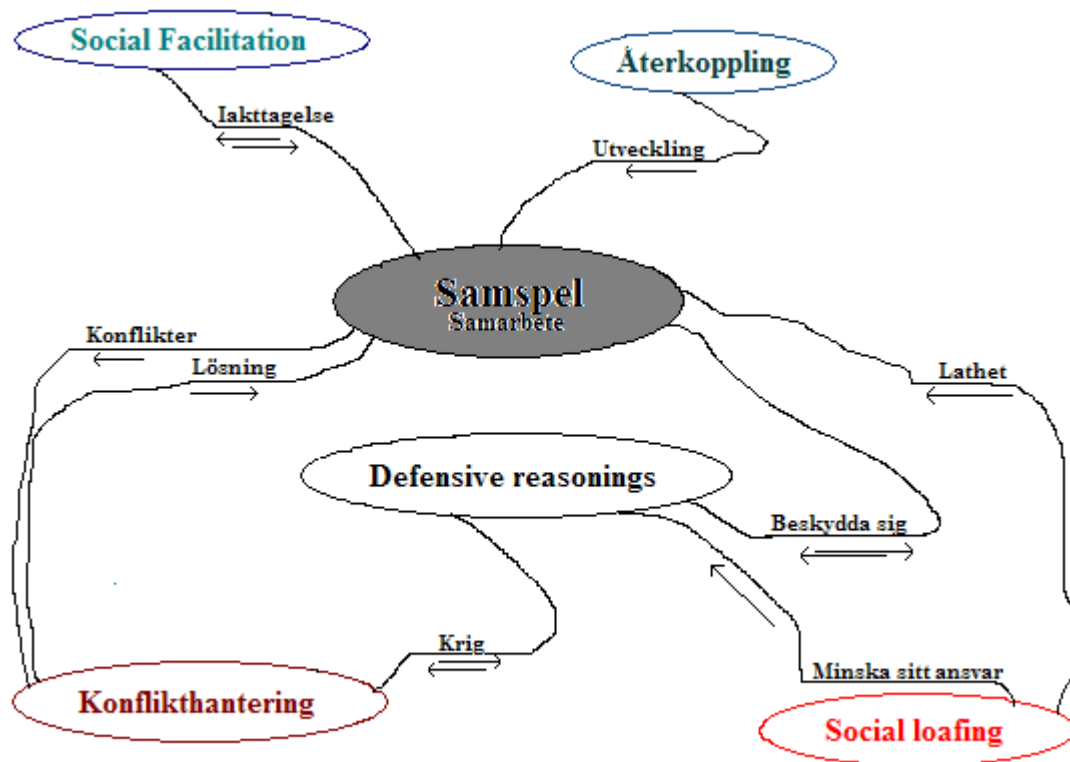 Social Facilitation
Återkoppling
Iakttagelse
Utveckling
Samspel
Samarbete
Konflikter
Lösning
Lathet
Defensive reasonings
Beskydda sig
Krig
Minska sitt ansvar
Konflikthantering
Social loafing